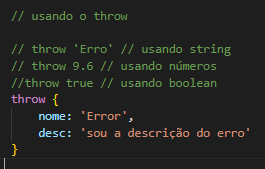 // usando o throw
// throw 'Erro' // usando string
// throw 9.6 // usando números
//throw true // usando boolean
throw {
nome: 'Error',
desc: 'sou a descrição do erro'
}